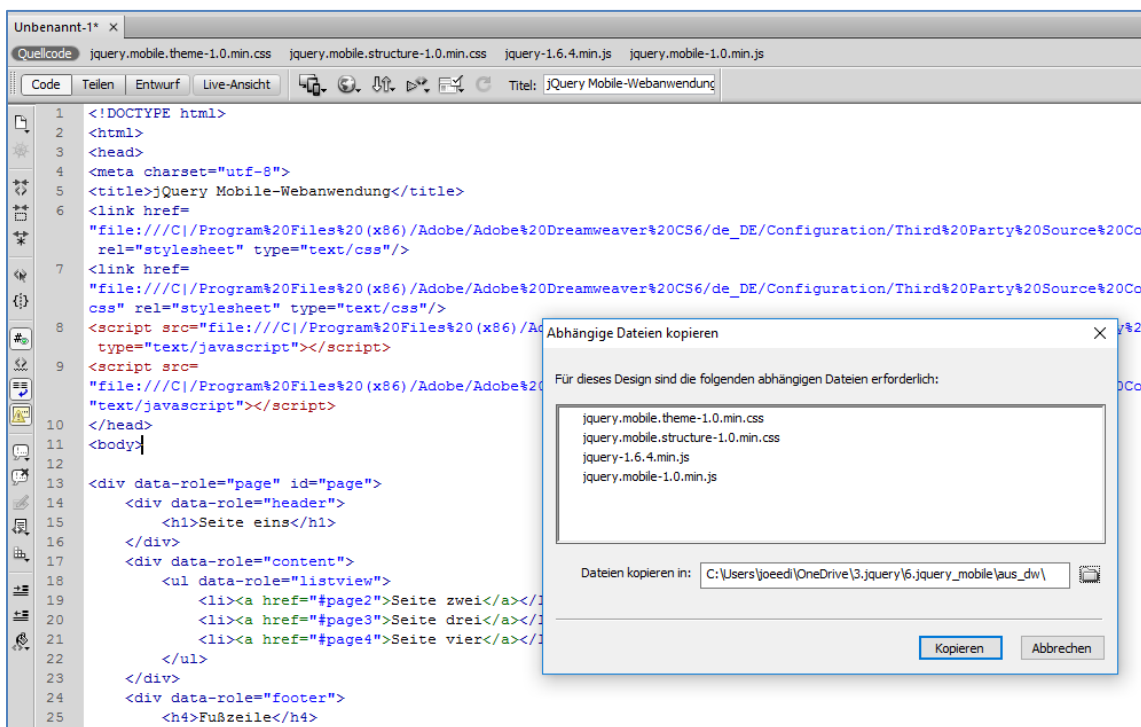 Unbenannt-1* ×
Quellcode jquery.mobile.theme-1.0.min.css jquery.mobile.structure-1.0.min.css jquery-1.6.4.min.js jquery.mobile-1.0.min.js
Code Teilen Entwurf Live-Ansicht Titel: jQuery Mobile-Webanwendung
1 <!DOCTYPE html>
2 <html>
3 <head>
4 <meta charset="utf-8">
5 <title>jQuery Mobile-Webanwendung</title>
6 <link href=
"file:///C|/Program%20Files%20(x86)/Adobe/Adobe%20Dreamweaver%20CS6/de_DE/Configuration/Third%20Party%20Source%20Co
rel="stylesheet" type="text/css"/>
7 <link href=
"file:///C|/Program%20Files%20(x86)/Adobe/Adobe%20Dreamweaver%20CS6/de_DE/Configuration/Third%20Party%20Source%20Co
css" rel="stylesheet" type="text/css"/>
8 <script src="file:///C|/Program%20Files%20(x86)/Ad
type="text/javascript"></script>
9 <script src=
"file:///C|/Program%20Files%20(x86)/Adobe/Adobe%20
"text/javascript"></script>
10 </head>
11 <body>
12
13 <div data-role="page" id="page">
14 <div data-role="header">
15 <h1>Seite eins</h1>
16 </div>
17 <div data-role="content">
18 <ul data-role="listview">
19 <li><a href="#page2">Seite zwei</a></l
20 <li><a href="#page3">Seite drei</a></l
21 <li><a href="#page4">Seite vier</a></l
22 </ul>
23 </div>
24 <div data-role="footer">
25 <h4>Fußzeile</h4>
Abhängige Dateien kopieren
Für dieses Design sind die folgenden abhängigen Dateien erforderlich:
jquery.mobile.theme-1.0.min.css
jquery.mobile.structure-1.0.min.css
jquery-1.6.4.min.js
jquery.mobile-1.0.min.js
Dateien kopieren in: C:\Users\joeedi\OneDrive\3.jquery\6.jquery_mobile\aus_dw\
Kopieren Abbrechen